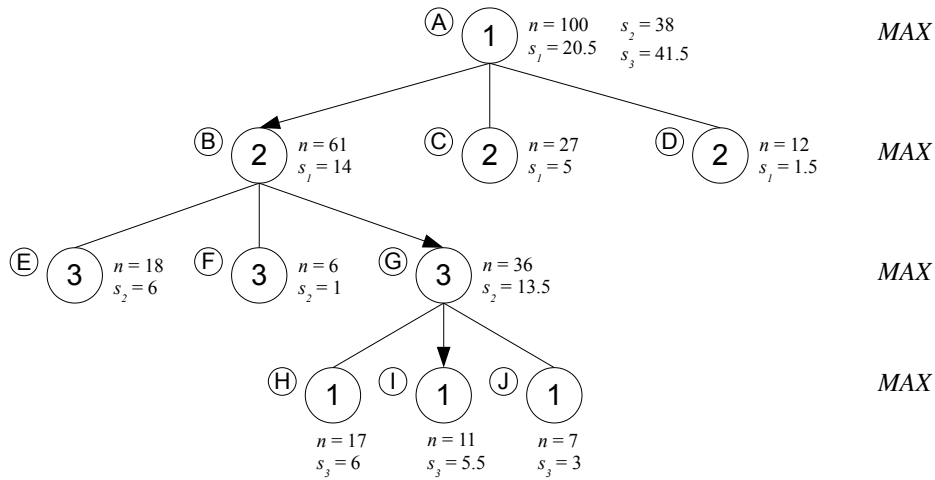 A 1 n = 100 s₂ = 38 MAX
s₁ = 20.5 s₃ = 41.5
B 2 n = 61 C 2 n = 27 D 2 n = 12 MAX
s₁ = 14 s₁ = 5 s₁ = 1.5
E 3 n = 18 F 3 n = 6 G 3 n = 36 MAX
s₂ = 6 s₂ = 1 s₂ = 13.5
H 1 I 1 J 1 MAX
n = 17 n = 11 n = 7
s₃ = 6 s₃ = 5.5 s₃ = 3